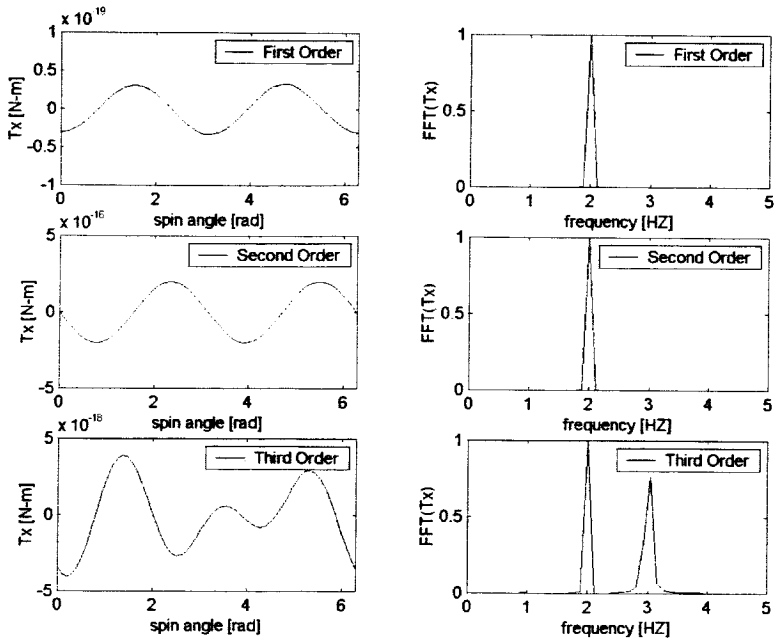 x 10^-19
1
0.5
0
-0.5
-1
Tx [N-m]
First Order
0 2 4 6
spin angle [rad]
1
0.5
0
FFT(Tx)
First Order
0 1 2 3 4 5
frequency [HZ]
x 10^-16
5
0
-5
Tx [N-m]
Second Order
0 2 4 6
spin angle [rad]
1
0.5
0
FFT(Tx)
Second Order
0 1 2 3 4 5
frequency [HZ]
x 10^-18
5
0
-5
Tx [N-m]
Third Order
0 2 4 6
spin angle [rad]
1
0.5
0
FFT(Tx)
Third Order
0 1 2 3 4 5
frequency [HZ]